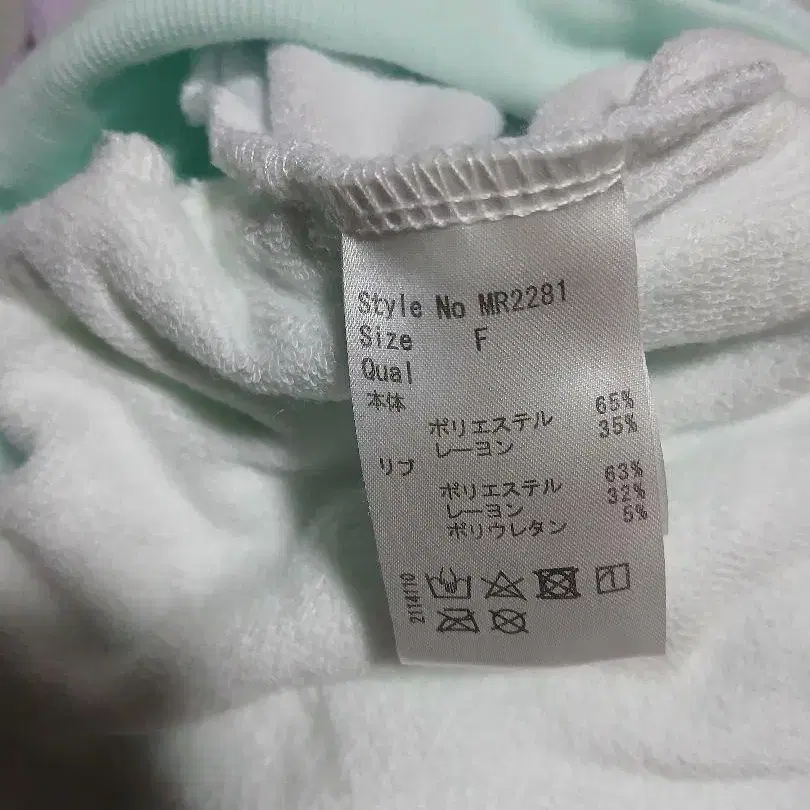 Style No MR2281
Size F
Qual
本体
ポリエステル 65%
レーヨン 35%
リブ
ポリエステル 63%
レーヨン 32%
ポリウレタン 5%
2114110